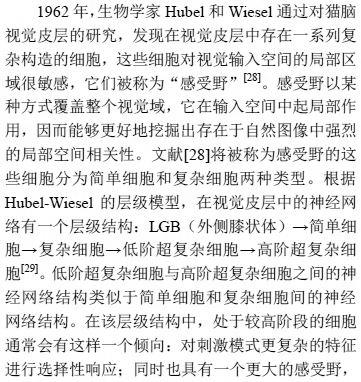 1962 年，生物学家 Hubel 和 Wiesel 通过对猫脑
视觉皮层的研究，发现在视觉皮层中存在一系列复
杂构造的细胞，这些细胞对视觉输入空间的局部区
域很敏感，它们被称为“感受野”[28]。感受野以某
种方式覆盖整个视觉域，它在输入空间中起局部作
用，因而能够更好地挖掘出存在于自然图像中强烈
的局部空间相关性。文献[28]将被称为感受野的这
些细胞分为简单细胞和复杂细胞两种类型。根据
Hubel-Wiesel 的层级模型，在视觉皮层中的神经网
络有一个层级结构：LGB（外侧膝状体）→简单细
胞→复杂细胞→低阶超复杂细胞→高阶超复杂细
胞[29]。低阶超复杂细胞与高阶超复杂细胞之间的神
经网络结构类似于简单细胞和复杂细胞间的神经
网络结构。在该层级结构中，处于较高阶段的细胞
通常会有这样一个倾向：对刺激模式更复杂的特征
进行选择性响应；同时也具有一个更大的感受野，